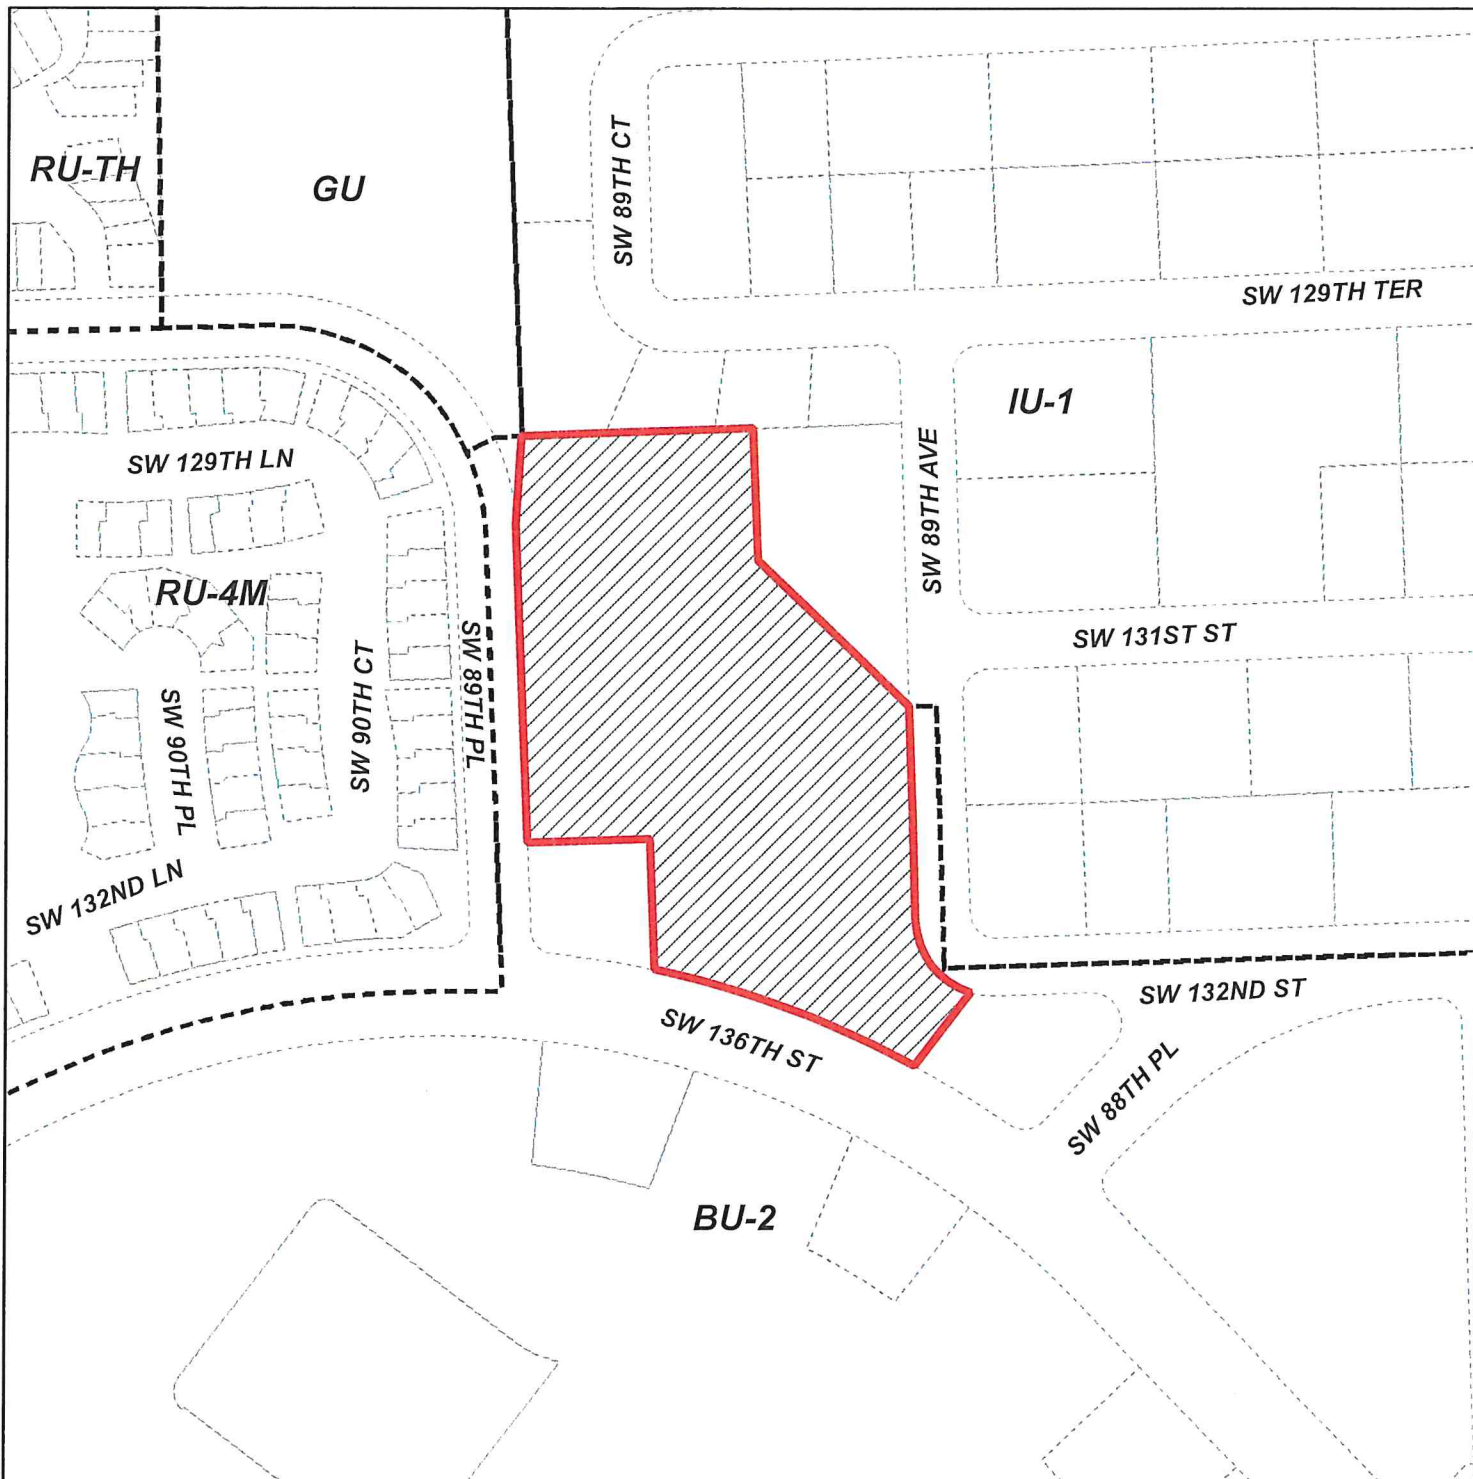 RU-TH
GU
SW 89TH CT
SW 129TH TER
IU-1
SW 129TH LN
SW 89TH AVE
RU-4M
SW 131ST ST
SW 89TH PL
SW 90TH CT
SW 90TH PL
SW 132ND LN
SW 132ND ST
SW 136TH ST
SW 88TH PL
BU-2